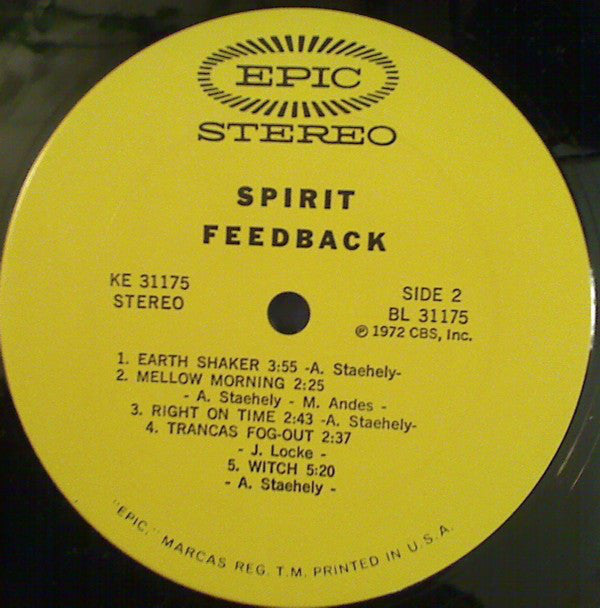 EPIC
STEREO
SPIRIT
FEEDBACK
KE 31175
STEREO
SIDE 2
BL 31175
℗ 1972 CBS, Inc.
1. EARTH SHAKER 3:55 -A. Staehely-
2. MELLOW MORNING 2:25
- A. Staehely - M. Andes -
3. RIGHT ON TIME 2:43 -A. Staehely-
4. TRANCAS FOG-OUT 2:37
- J. Locke -
5. WITCH 5:20
- A. Staehely -
"EPIC," MARCAS REG. T.M. PRINTED IN U.S.A.